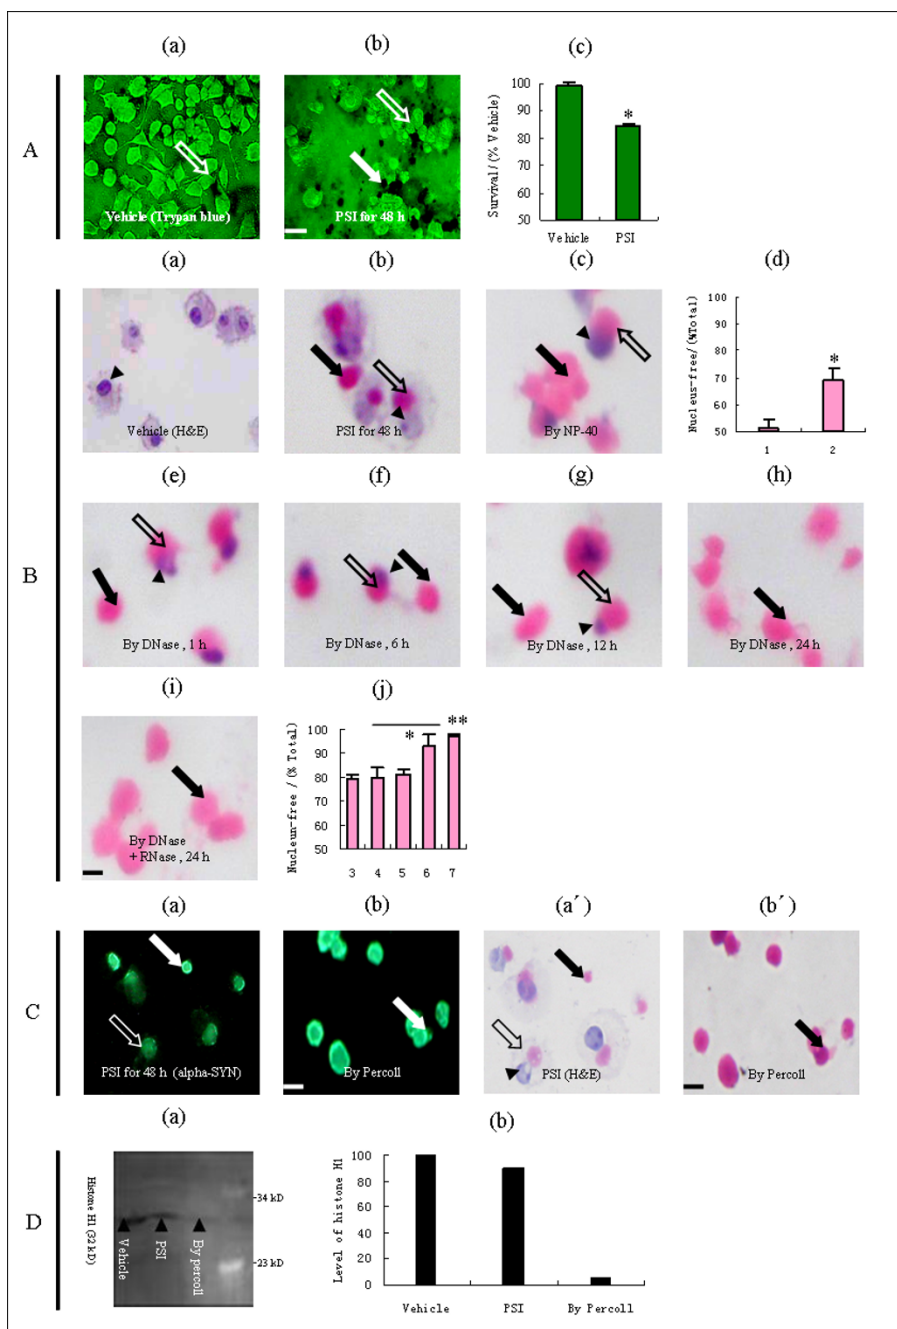 (a) (b) (c)
A
Vehicle (Trypan blue)
PSI for 48 h
Survival/(% Vehicle)
100
90
80
70
60
50
*
Vehicle PSI
(a) (b) (c) (d)
B
Vehicle (H&E)
PSI for 48 h
By NP-40
Nucleus-free/(%Total)
100
90
80
70
60
50
*
1 2
(e) (f) (g) (h)
By DNase , 1 h
By DNase , 6 h
By DNase , 12 h
By DNase , 24 h
(i) (j)
By DNase
+ RNase , 24 h
Nucleun-free /(% Total)
100
90
80
70
60
50
* **
3 4 5 6 7
(a) (b) (a´) (b´)
C
PSI for 48 h (alpha-SYN)
By Percoll
PSI (H&E)
By Percoll
(a) (b)
D
Histone H1 (32 kD)
Vehicle
PSI
By percoll
34 kD
23 kD
Level of histone H1
100
80
60
40
20
0
Vehicle PSI By Percoll